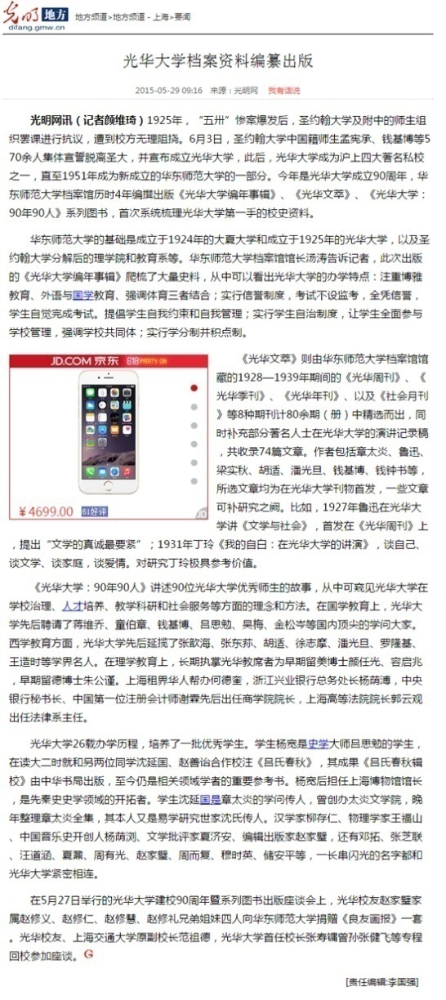 光明 地方
difang.gmw.cn
地方频道>地方频道－上海>要闻
光华大学档案资料编纂出版
2015-05-29 09:16 来源：光明网 我有话说
光明网讯（记者颜维琦）1925年，“五卅”惨案爆发后，圣约翰大学及附中的师生组
织罢课进行抗议，遭到校方无理阻挠。6月3日，圣约翰大学中国籍师生孟宪承、钱基博等5
70余人集体宣誓脱离圣大，并宣布成立光华大学，此后，光华大学成为沪上四大著名私校
之一，直至1951年成为新成立的华东师范大学的一部分。今年是光华大学成立90周年，华
东师范大学档案馆历时4年编撰出版《光华大学编年事辑》、《光华文萃》、《光华大学：
90年90人》系列图书，首次系统梳理光华大学第一手的校史资料。
华东师范大学的基础是成立于1924年的大夏大学和成立于1925年的光华大学，以及圣
约翰大学分解后的理学院和教育系等。华东师范大学档案馆馆长汤涛告诉记者，此次出版
的《光华大学编年事辑》爬梳了大量史料，从中可以看出光华大学的办学特点：注重博雅
教育、外语与国学教育、强调体育三者结合；实行信誉制度，考试不设监考，全凭信誉，
学生自觉完成考试。提倡学生自我约束和自我管理；实行学生自治制度，让学生全面参与
学校管理，强调学校共同体；实行学分制并积点制。
JD.COM 京东 618 PARTY ON
￥4699.00 61好评
JD
《光华文萃》则由华东师范大学档案馆馆
藏的1928—1939年期间的《光华周刊》、《
光华季刊》、《光华年刊》、以及《社会月刊
》等8种期刊计80余期（册）中精选而出，同
时补充部分著名人士在光华大学的演讲记录稿
，共收录74篇文章。作者包括章太炎、鲁迅、
梁实秋、胡适、潘光旦、钱基博、钱钟书等，
所选文章均为在光华大学刊物首发，一些文章
可补研究之阙。比如，1927年鲁迅在光华大
学讲《文学与社会》，首发在《光华周刊》上
，提出“文学的真诚最要紧”；1931年丁玲《我的自白：在光华大学的讲演》，谈自己、
谈文学、谈家庭，谈爱情。对研究丁玲极具参考价值。
《光华大学：90年90人》讲述90位光华大学优秀师生的故事，从中可窥见光华大学在
学校治理、人才培养、教学科研和社会服务等方面的理念和方法。在国学教育上，光华大
学先后聘请了蒋维乔、童伯章、钱基博、吕思勉、吴梅、金松岑等国内顶尖的学问大家。
西学教育方面，光华大学先后延揽了张歆海、张东荪、胡适、徐志摩、潘光旦、罗隆基、
王造时等学界名人。在理学教育上，长期执掌光华教席者为早期留美博士颜任光、容启兆
，早期留德博士朱公谨。上海租界华人帮办何德奎，浙江兴业银行总务处长杨荫溥，中央
银行秘书长、中国第一位注册会计师谢霖先后出任商学院院长，上海高等法院院长郭云观
出任法律系主任。
光华大学26载办学历程，培养了一批优秀学生。学生杨宽是史学大师吕思勉的学生，
在读大二时就和另两位同学沈延国、赵善诒合作校注《吕氏春秋》，其成果《吕氏春秋辑
校》由中华书局出版，至今仍是相关领域学者的重要参考书。杨宽后担任上海博物馆馆长
，是先秦史史学领域的开拓者。学生沈延国是章太炎的学问传人，曾创办太炎文学院，晚
年整理章太炎全集，其本人又是易学研究世家沈氏传人。汉学家柳存仁、物理学家王福山
、中国音乐史开创人杨荫浏、文学批评家夏济安、编辑出版家赵家璧，还有邓拓、张芝联
、汪道涵、夏鼐、周有光、赵家璧、周而复、穆时英、储安平等，一长串闪光的名字都和
光华大学紧密相连。
在5月27日举行的光华大学建校90周年暨系列图书出版座谈会上，光华校友赵家璧家
属赵修义、赵修仁、赵修慧、赵修礼兄弟姐妹四人向华东师范大学捐赠《良友画报》一套
。光华校友、上海交通大学原副校长范祖德，光华大学首任校长张寿镛曾孙张健飞等专程
回校参加座谈。
[责任编辑:李国强]